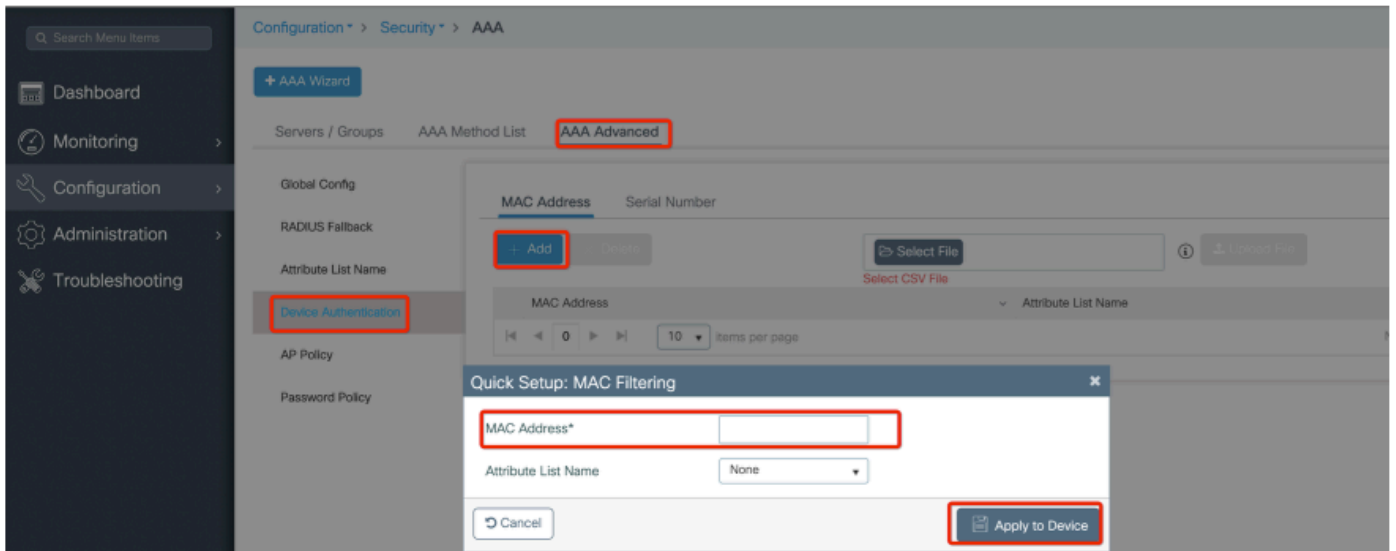 Search Menu Items
Dashboard
Monitoring
Configuration
Administration
Troubleshooting
Configuration > Security > AAA
+ AAA Wizard
Servers / Groups AAA Method List AAA Advanced
Global Config
RADIUS Fallback
Attribute List Name
Device Authentication
AP Policy
Password Policy
MAC Address Serial Number
+ Add Delete Select File Upload File
Select CSV File
MAC Address Attribute List Name
0 10 items per page
Quick Setup: MAC Filtering
MAC Address*
Attribute List Name None
Cancel Apply to Device